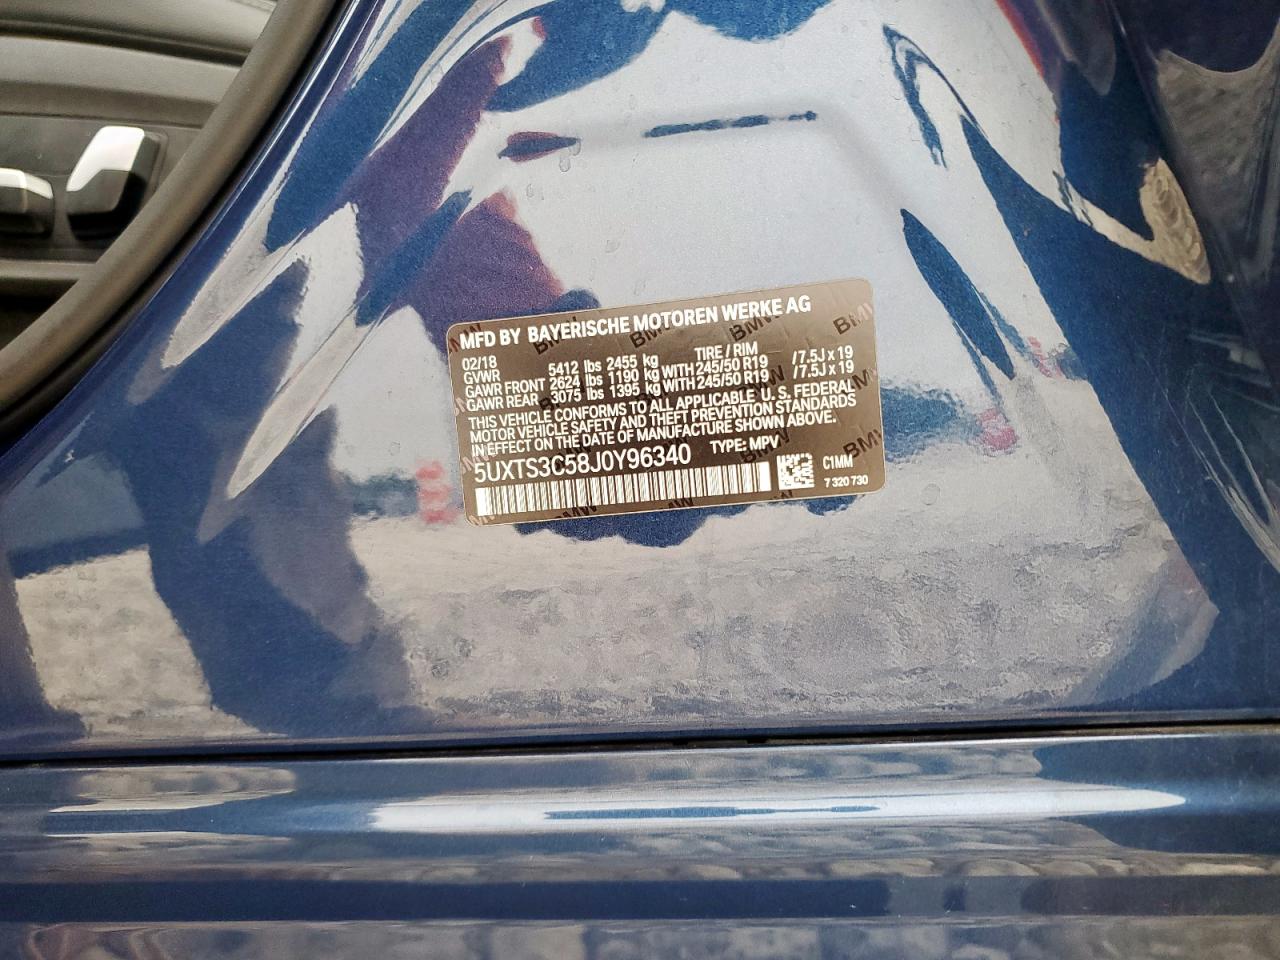 MFD BY BAYERISCHE MOTOREN WERKE AG
02/18 TIRE / RIM
GVWR 5412 lbs 2455 kg
GAWR FRONT 2624 lbs 1190 kg WITH 245/50 R19 /7.5J x 19
GAWR REAR 3075 lbs 1395 kg WITH 245/50 R19 /7.5J x 19
THIS VEHICLE CONFORMS TO ALL APPLICABLE U. S. FEDERAL
MOTOR VEHICLE SAFETY AND THEFT PREVENTION STANDARDS
IN EFFECT ON THE DATE OF MANUFACTURE SHOWN ABOVE.
5UXTS3C58J0Y96340 TYPE: MPV
C1MM
7 320 730